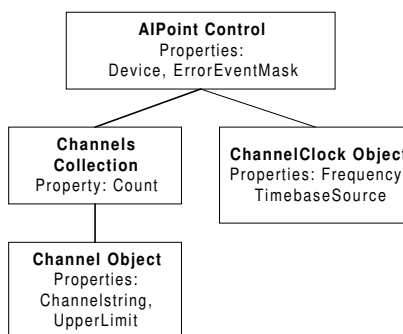 AIPoint Control
Properties:
Device, ErrorEventMask
Channels
Collection
Property: Count
ChannelClock Object
Properties: Frequency
TimebaseSource
Channel Object
Properties:
Channelstring,
UpperLimit